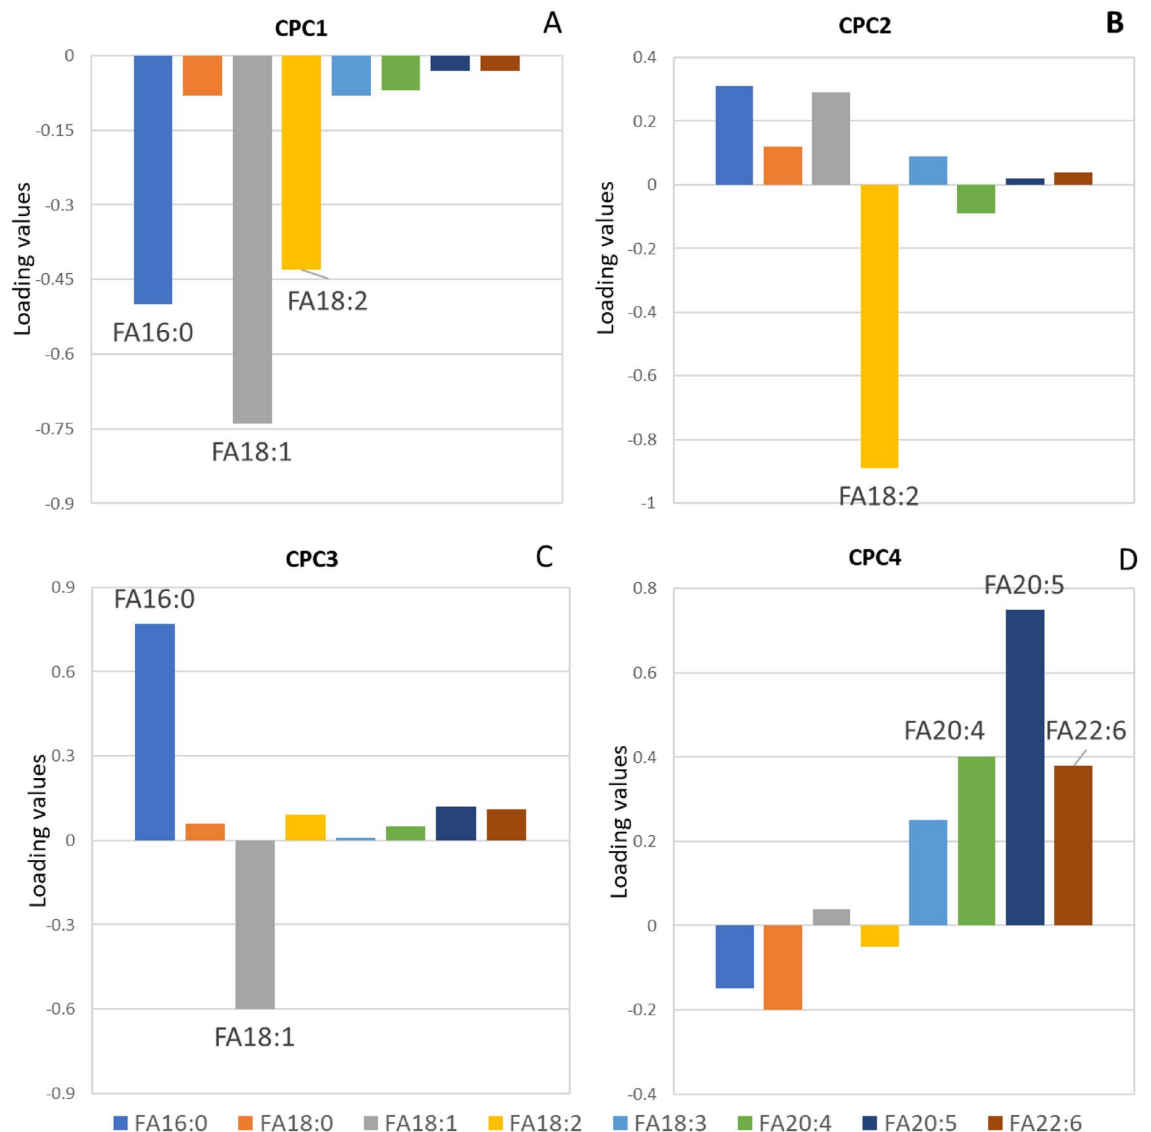 CPC1
A
0
-0.15
-0.3
-0.45
-0.6
-0.75
-0.9
Loading values
FA16:0
FA18:1
FA18:2
CPC2
B
0.4
0.2
0
-0.2
-0.4
-0.6
-0.8
-1
Loading values
FA18:2
CPC3
C
0.9
0.6
0.3
0
-0.3
-0.6
-0.9
Loading values
FA16:0
FA18:1
CPC4
D
0.8
0.6
0.4
0.2
0
-0.2
-0.4
Loading values
FA20:5
FA20:4
FA22:6
FA16:0 FA18:0 FA18:1 FA18:2 FA18:3 FA20:4 FA20:5 FA22:6